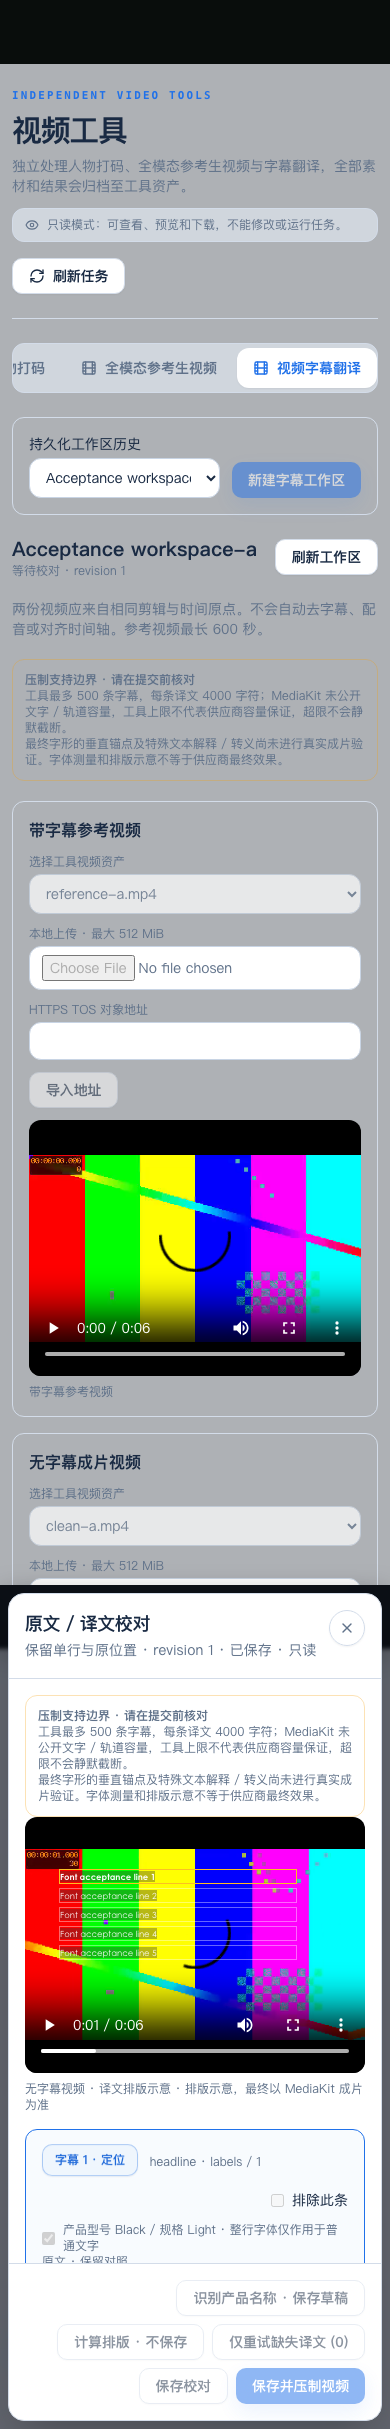 INDEPENDENT VIDEO TOOLS
视频工具
独立处理人物打码、全模态参考生视频与字幕翻译，全部素
材和结果会归档至工具资产。
只读模式：可查看、预览和下载，不能修改或运行任务。
刷新任务
打码
全模态参考生视频
视频字幕翻译
持久化工作区历史
Acceptance workspac
新建字幕工作区
Acceptance workspace-a
刷新工作区
等待校对 · revision 1
两份视频应来自相同剪辑与时间原点。不会自动去字幕、配
音或对齐时间轴。参考视频最长 600 秒。
压制支持边界 · 请在提交前核对
工具最多 500 条字幕，每条译文 4000 字符；MediaKit 未公开
文字 / 轨道容量，工具上限不代表供应商容量保证，超限不会静
默截断。
最终字形的垂直锚点及特殊文本解释 / 转义尚未进行真实成片验
证。字体测量和排版示意不等于供应商最终效果。
带字幕参考视频
选择工具视频资产
reference-a.mp4
本地上传 · 最大 512 MiB
Choose File No file chosen
HTTPS TOS 对象地址
导入地址
00:00:00.000
0
0:00 / 0:06
带字幕参考视频
无字幕成片视频
选择工具视频资产
clean-a.mp4
本地上传 · 最大 512 MiB
原文 / 译文校对
保留单行与原位置 · revision 1 · 已保存 · 只读
压制支持边界 · 请在提交前核对
工具最多 500 条字幕，每条译文 4000 字符；MediaKit 未
公开文字 / 轨道容量，工具上限不代表供应商容量保证，超
限不会静默截断。
最终字形的垂直锚点及特殊文本解释 / 转义尚未进行真实成
片验证。字体测量和排版示意不等于供应商最终效果。
00:00:01.000
30
Font acceptance line 1
Font acceptance line 2
Font acceptance line 3
Font acceptance line 4
Font acceptance line 5
0:01 / 0:06
无字幕视频 · 译文排版示意 · 排版示意，最终以 MediaKit 成片
为准
字幕 1 · 定位
headline · labels / 1
排除此条
产品型号 Black / 规格 Light · 整行字体仅作用于普
通文字
原文 · 保留对照
识别产品名称 · 保存草稿
计算排版 · 不保存
仅重试缺失译文 (0)
保存校对
保存并压制视频